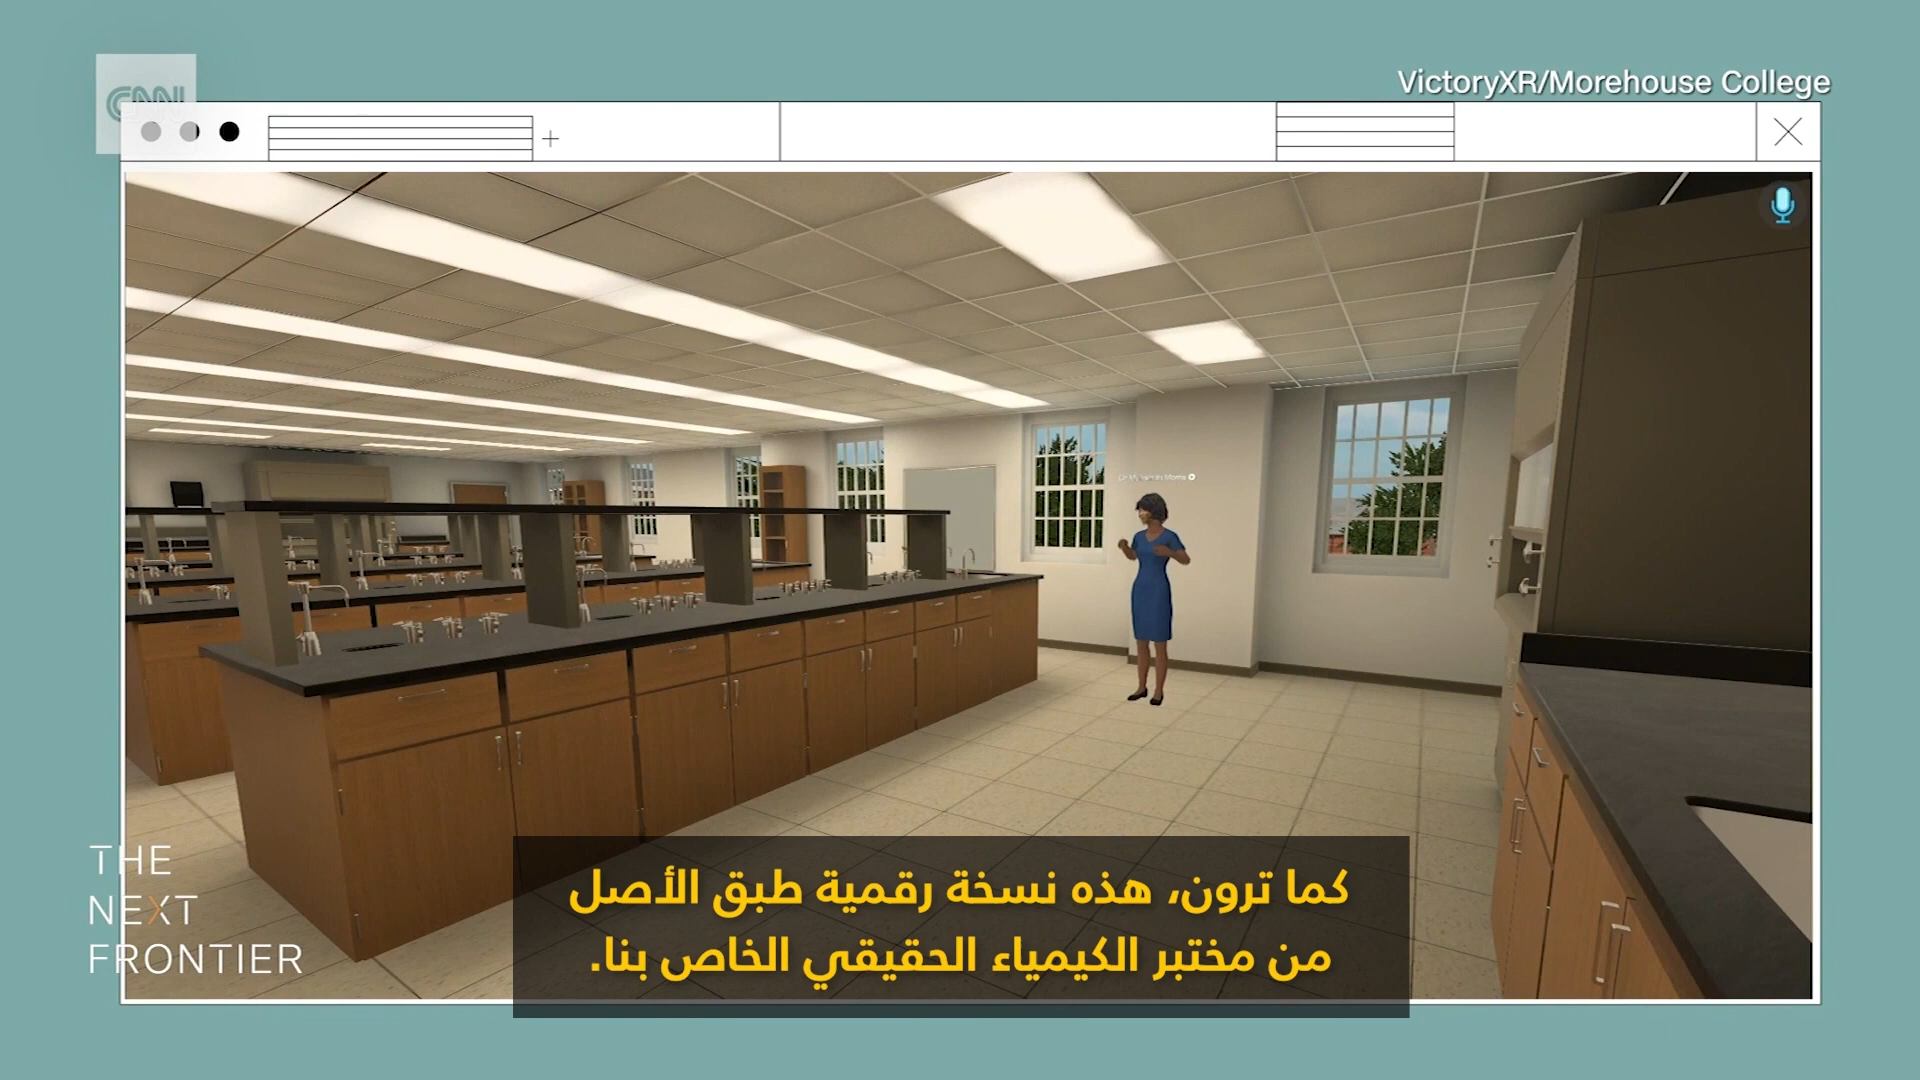 CNN
VictoryXR/Morehouse College
THE
NEXT
FRONTIER
كما ترون، هذه نسخة رقمية طبق الأصل
من مختبر الكيمياء الحقيقي الخاص بنا.